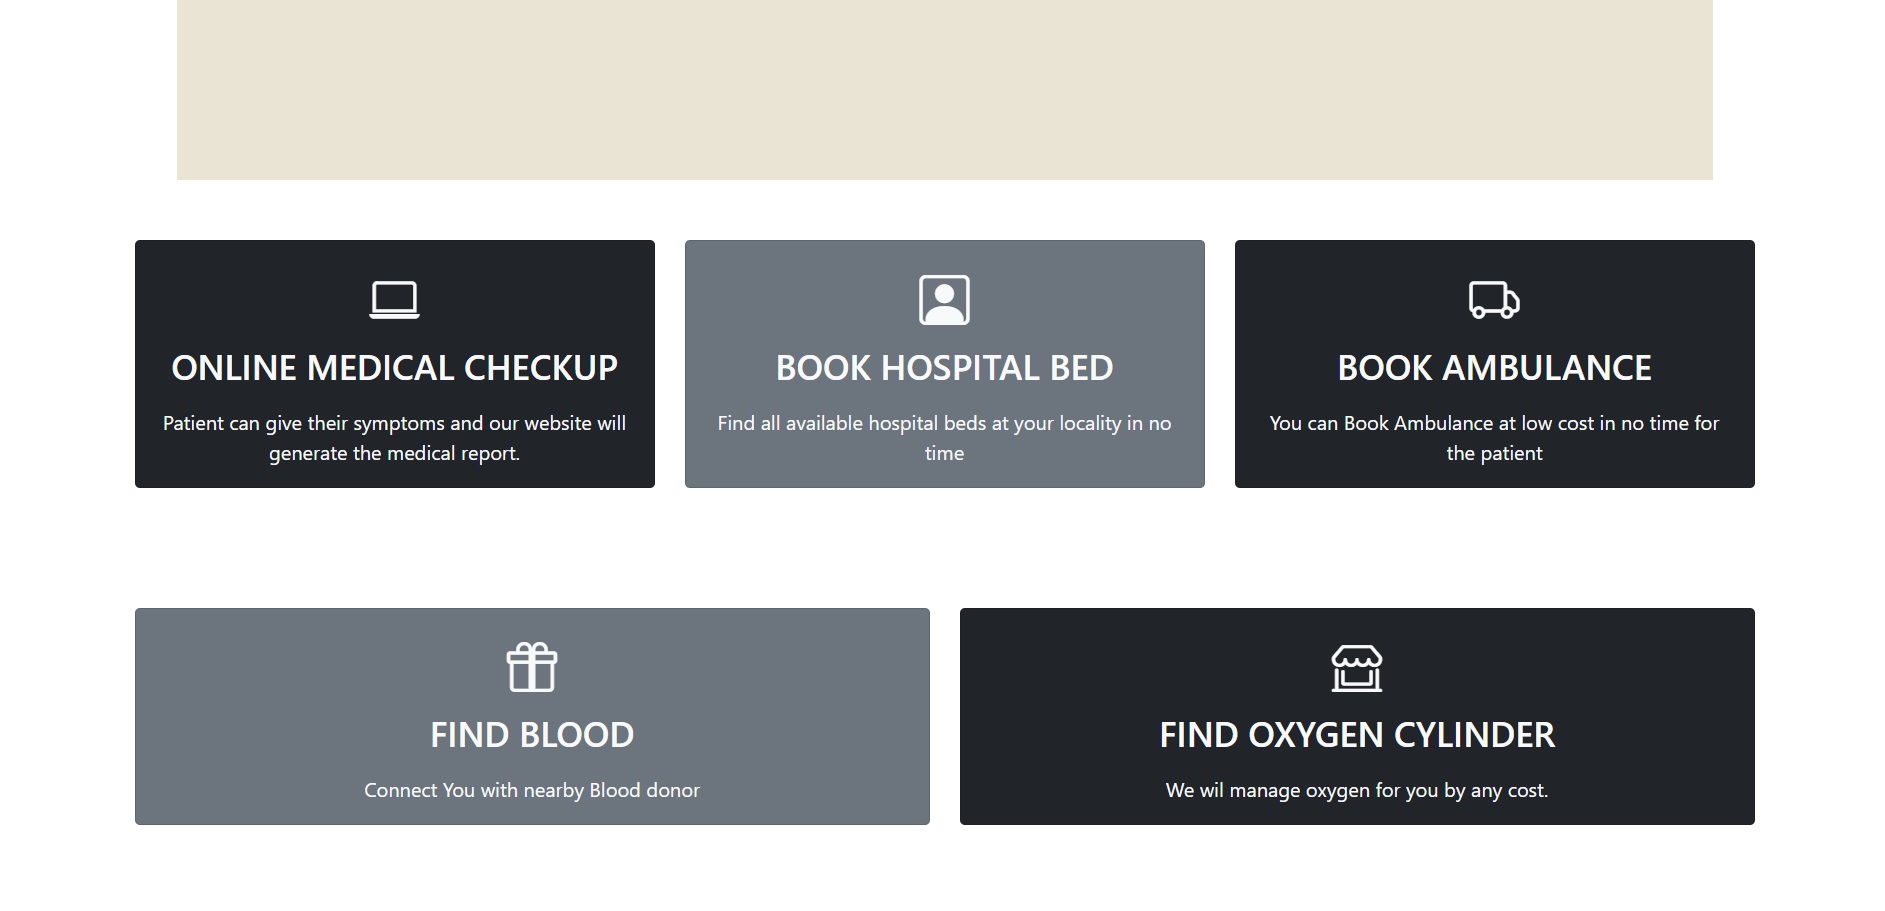 ONLINE MEDICAL CHECKUP
Patient can give their symptoms and our website will
generate the medical report.
BOOK HOSPITAL BED
Find all available hospital beds at your locality in no
time
BOOK AMBULANCE
You can Book Ambulance at low cost in no time for
the patient
FIND BLOOD
Connect You with nearby Blood donor
FIND OXYGEN CYLINDER
We wil manage oxygen for you by any cost.